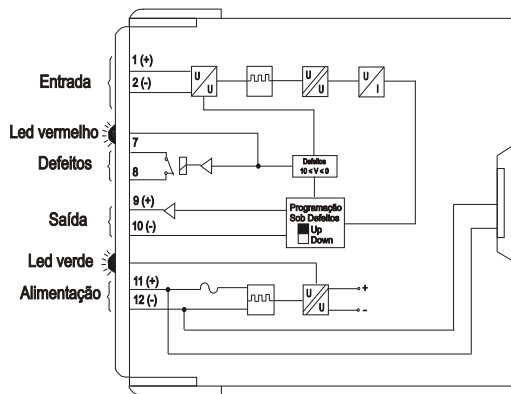 1 (+)
Entrada
2 (-)
U
U
U
U
U
I
Led vermelho
7
Defeitos
8
Defeitos
10 < V < 0
Saída
9 (+)
10 (-)
Programação
Sob Defeitos
Up
Down
Led verde
Alimentação
11 (+)
12 (-)
U
U
+
-